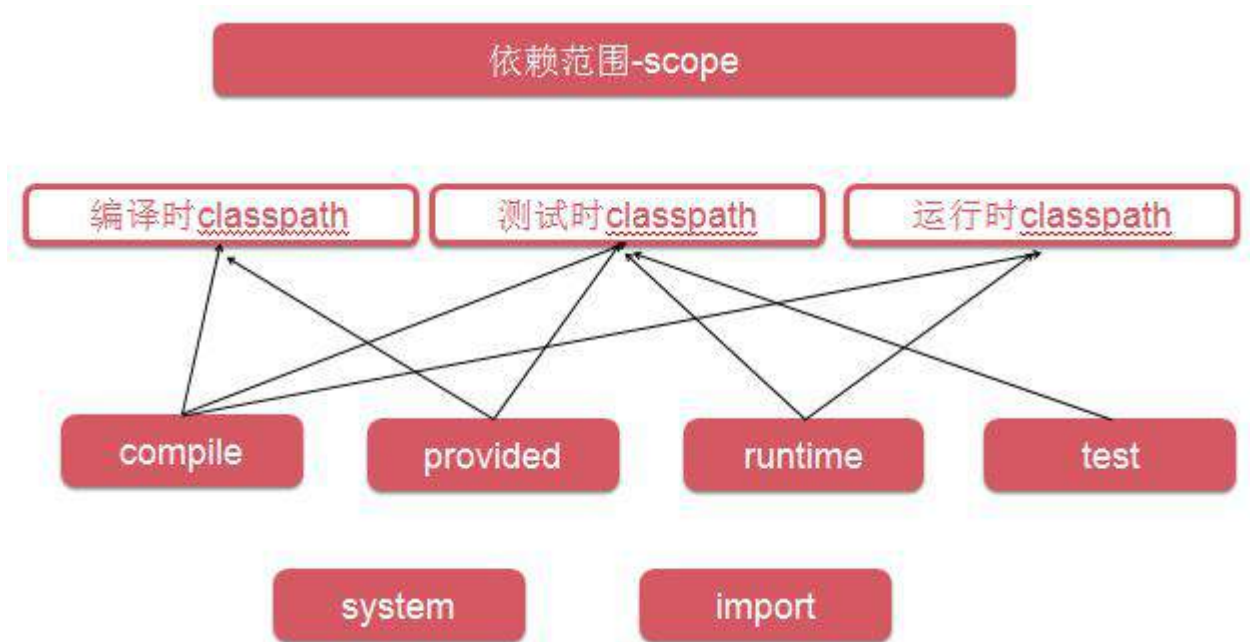 依赖范围-scope
编译时classpath
测试时classpath
运行时classpath
compile
provided
runtime
test
system
import